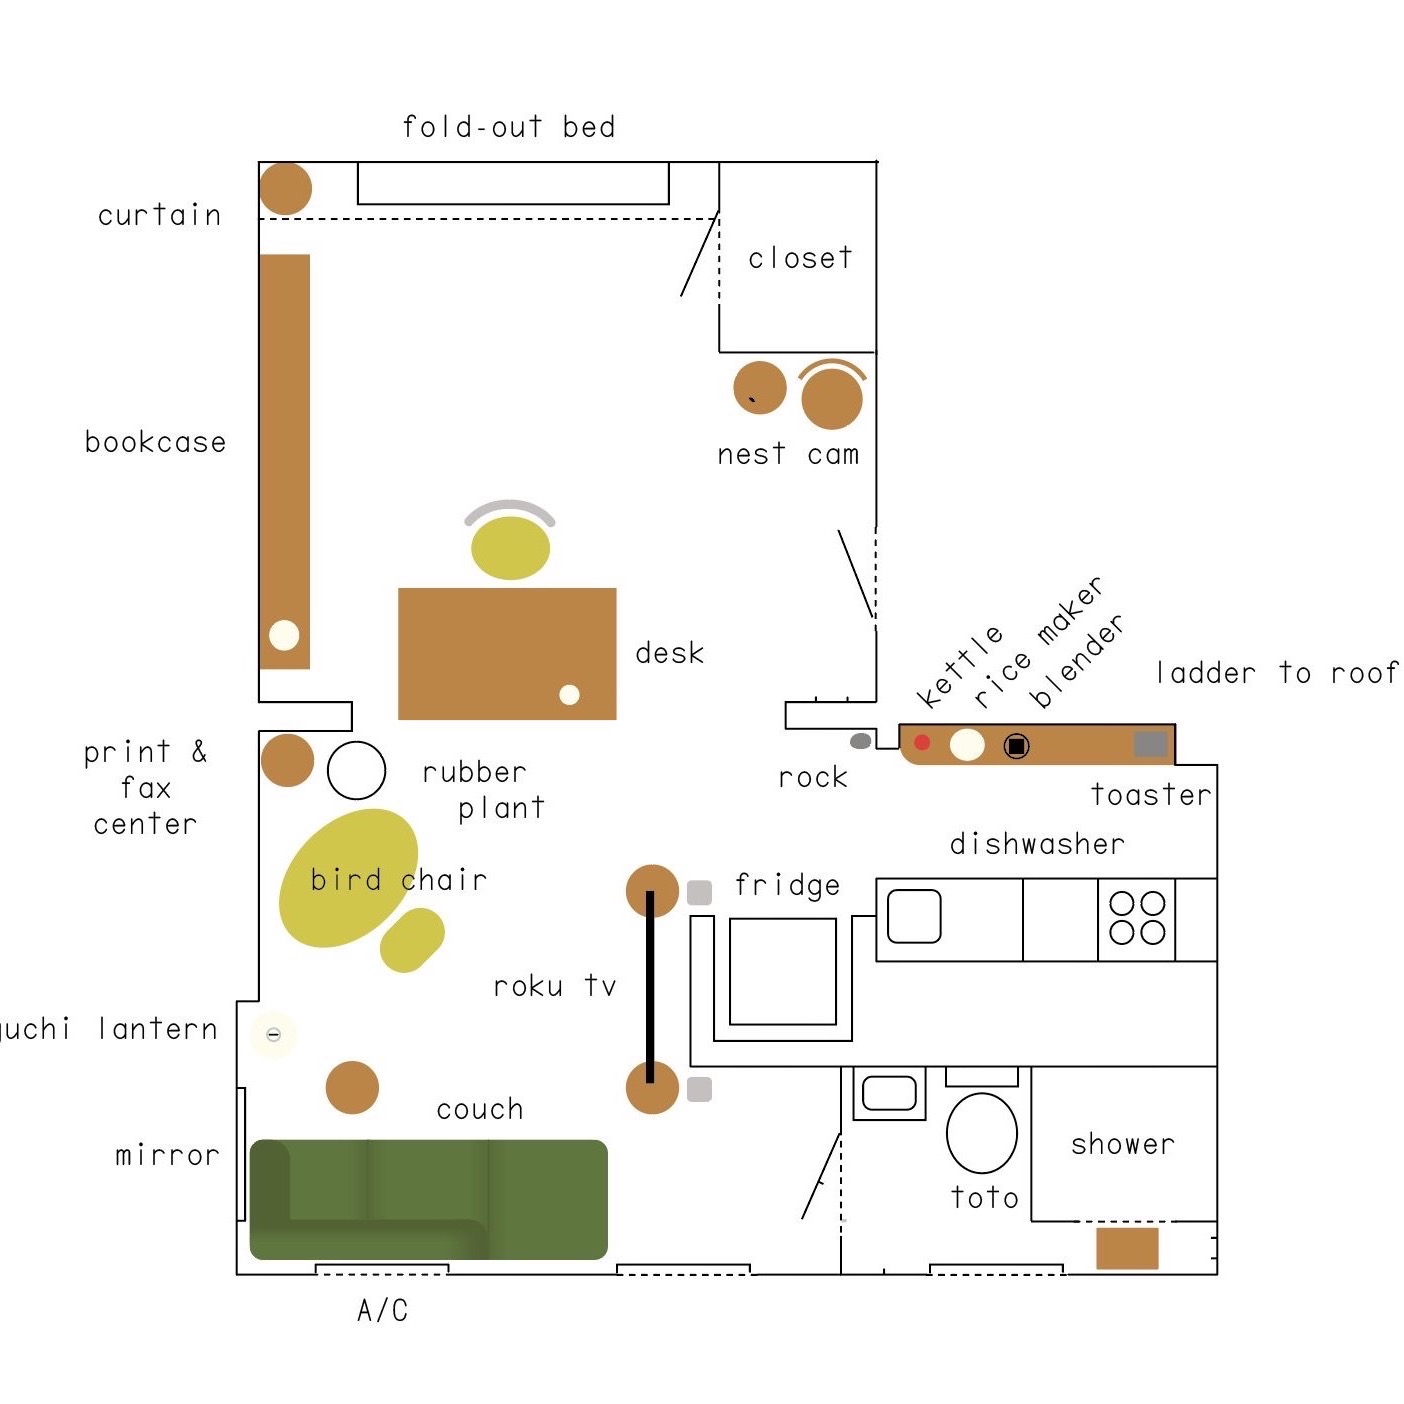 fold-out bed
curtain
closet
bookcase
nest cam
desk
kettle
rice maker
blender
ladder to roof
print &
fax
center
rubber
plant
rock
toaster
dishwasher
bird chair
fridge
roku tv
lantern
couch
mirror
shower
toto
A/C